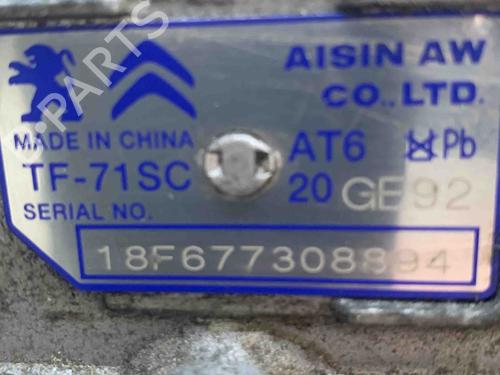 AISIN AW
CO.,LTD.
MADE IN CHINA
AT6 Pb
TF-71SC
20 GE92
SERIAL NO.
18F677308894
PARTS